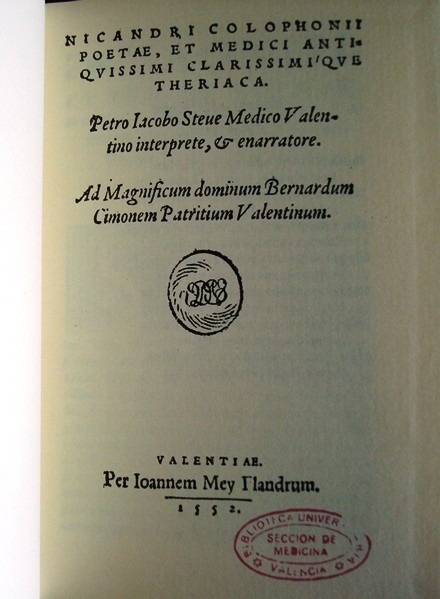 NICANDRI COLOPHONII
POETAE, ET MEDICI ANTI-
QVISSIMI CLARISSIMI'QVE
THERIACA.
Petro Iacobo Steue Medico Valen-
tino interprete, & enarratore.
Ad Magnificum dominum Bernardum
Cimonem Patritium Valentinum.
VALENTIAE.
Per Ioannem Mey Flandrum.
1552.
BIBLIOTECA UNIVER
SECCION DE
MEDICINA
VALENCIA